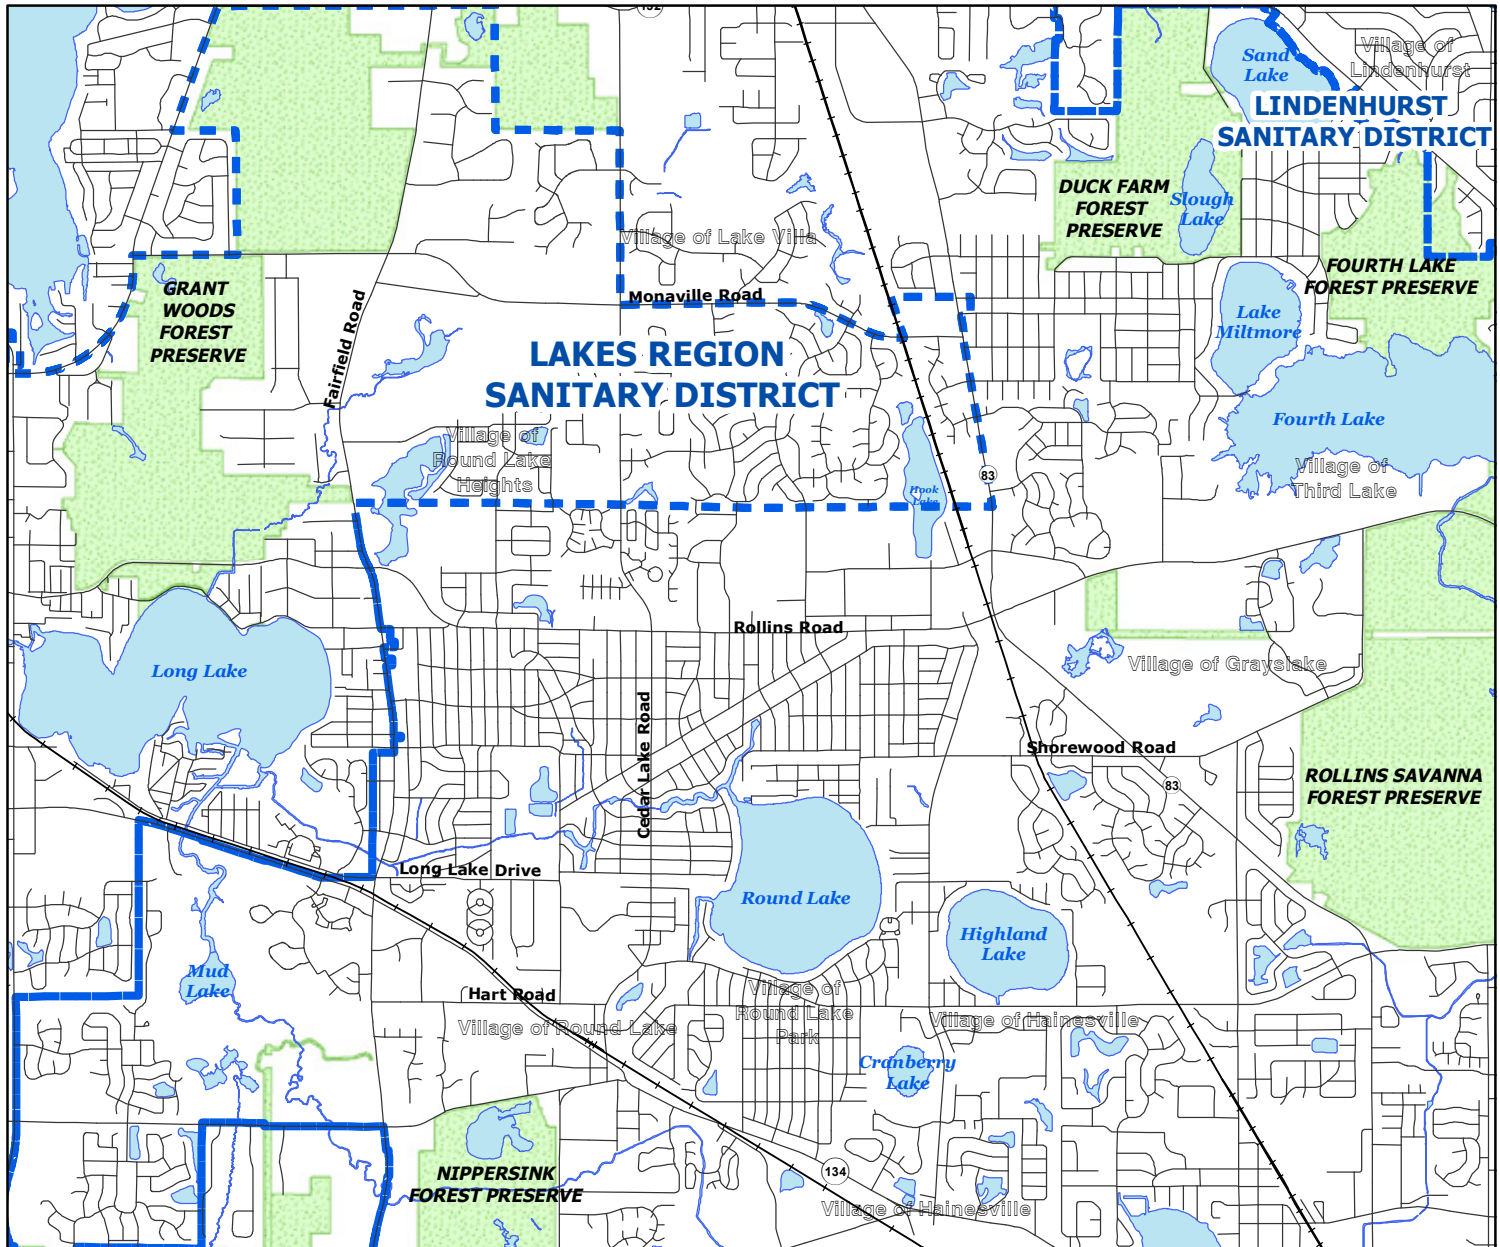 132
Sand
Lake
Village of
Lindenhurst
LINDENHURST
SANITARY DISTRICT
DUCK FARM
FOREST
PRESERVE
Slough
Lake
Village of Lake Villa
FOURTH LAKE
FOREST PRESERVE
GRANT
WOODS
FOREST
PRESERVE
Monaville Road
Fairfield Road
Lake
Miltmore
LAKES REGION
SANITARY DISTRICT
Fourth Lake
Village of
Round Lake
Heights
Village of
Third Lake
83
Hook
Lake
Rollins Road
Long Lake
Village of Grayslake
Cedar Lake Road
Shorewood Road
83
ROLLINS SAVANNA
FOREST PRESERVE
Long Lake Drive
Round Lake
Highland
Lake
Mud
Lake
Hart Road
Village of
Round Lake
Park
Village of Round Lake
Village of Hainesville
Cranberry
Lake
NIPPERSINK
FOREST PRESERVE
134
Village of Hainesville